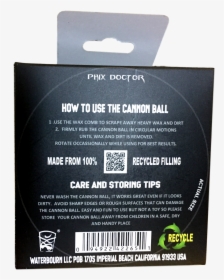 PHIX DOCTOR
HOW TO USE THE CANNON BALL
1. USE THE WAX COMB TO SCRAPE AWAY HEAVY WAX AND DIRT
2. FIRMLY RUB THE CANNON BALL IN CIRCULAR MOTIONS
UNTIL WAX AND DIRT IS REMOVED.
ROTATE OCCASIONALLY WHILE USING FOR BEST RESULTS.
MADE FROM 100%
RECYCLED FILLING
CARE AND STORING TIPS
NEVER WASH THE CANNON BALL, IT WORKS GREAT EVEN IF IT LOOKS
DIRTY. AVOID SHARP EDGES OR ROUGH SURFACES THAT CAN DAMAGE
THE CANNON BALL. EASY AND FUN TO USE BUT NOT A TOY SO PLEASE
STORE YOUR CANNON BALL AWAY FROM CHILDREN IN A SAFE, DRY
AND HANDY PLACE
ACTUAL SIZE
RECYCLE
WATERBOURN LLC POB 1705 IMPERIAL BEACH CALIFORNIA 91933 USA